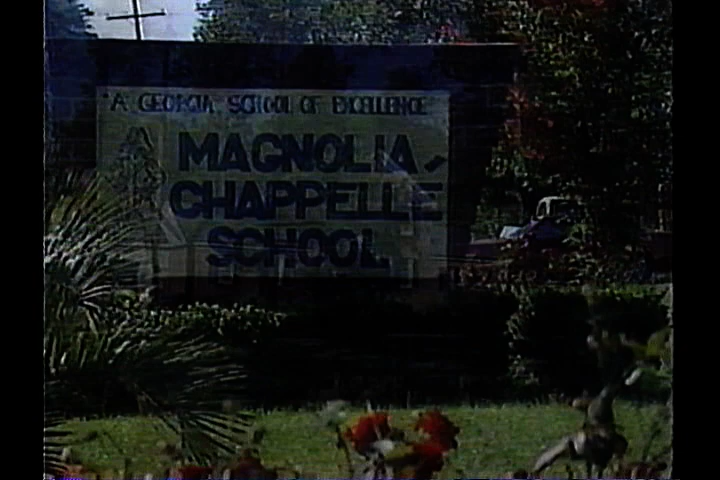 "A GEORGIA SCHOOL OF EXCELLENCE
MAGNOLIA-
CHAPPELLE
SCHOOL